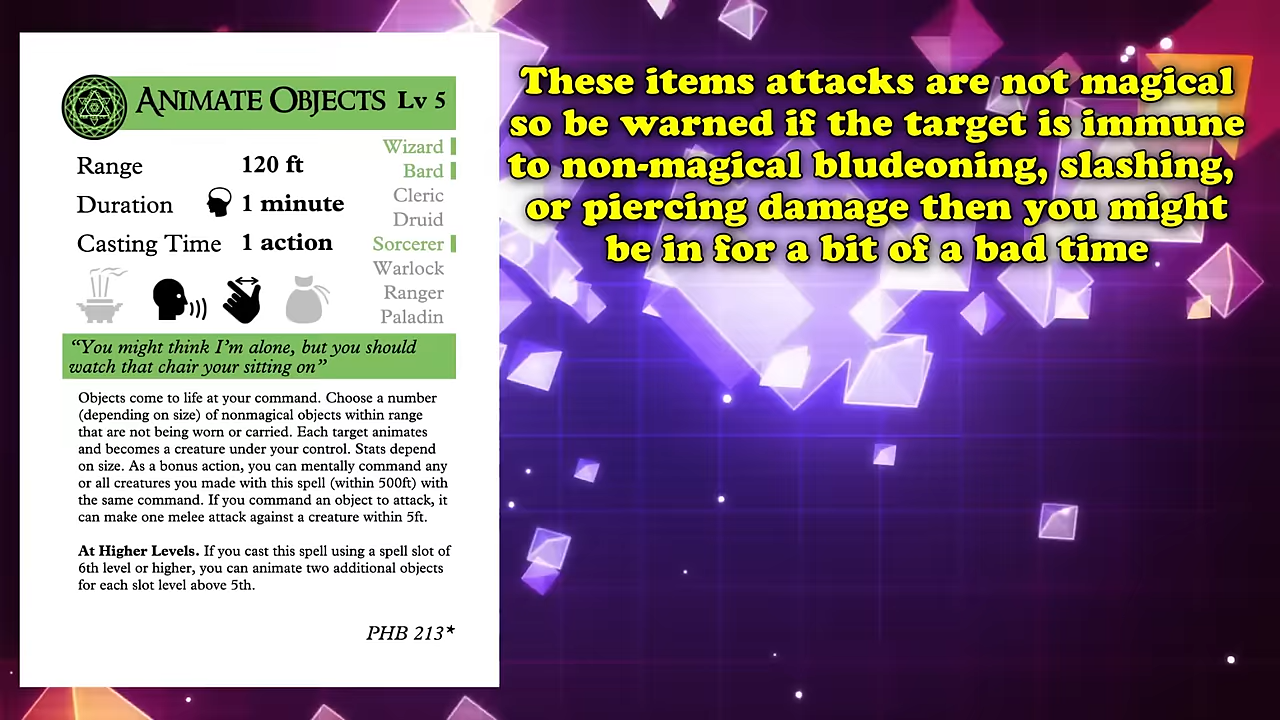 ANIMATE OBJECTS Lv 5
Range 120 ft
Duration 1 minute
Casting Time 1 action
Wizard
Bard
Cleric
Druid
Sorcerer
Warlock
Ranger
Paladin
“You might think I'm alone, but you should
watch that chair your sitting on”
Objects come to life at your command. Choose a number
(depending on size) of nonmagical objects within range
that are not being worn or carried. Each target animates
and becomes a creature under your control. Stats depend
on size. As a bonus action, you can mentally command any
or all creatures you made with this spell (within 500ft) with
the same command. If you command an object to attack, it
can make one melee attack against a creature within 5ft.
At Higher Levels. If you cast this spell using a spell slot of
6th level or higher, you can animate two additional objects
for each slot level above 5th.
PHB 213*
These items attacks are not magical
so be warned if the target is immune
to non-magical bludeoning, slashing,
or piercing damage then you might
be in for a bit of a bad time